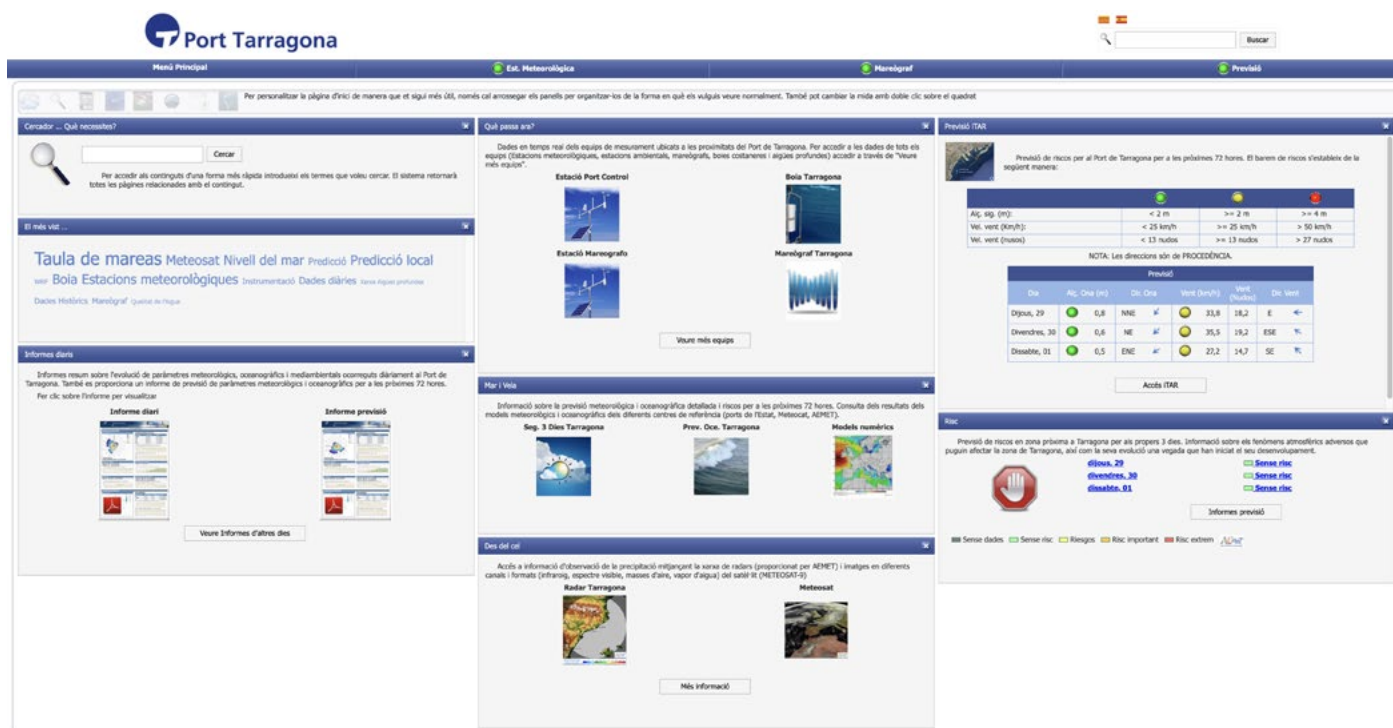 Port Tarragona
Buscar
Menú Principal
Est. Meteorològica
Mareògraf
Previsió
Per personalitzar la pàgina d'inici de manera que et sigui més útil, només cal arrossegar els panells per organitzar-los de la forma en què els vulguis veure normalment. També pot cambiar la mida amb doble clic sobre el quadrat
Cercador ... Què necessites?
Cercar
Per accedir als continguts d'una forma més ràpida introdueixi els termes que voleu cercar. El sistema retornarà
totes les pàgines relacionades amb el contingut.
El més vist ...
Taula de mareas Meteosat Nivell del mar Predicció Predicció local
WRF Boia Estacions meteorològiques Instrumentació Dades diàries Xarxa Aigües profundes
Dades Històrics Mareògraf Qualitat de l'Aigua
Informes diaris
Informes resum sobre l'evolució de paràmetres meteorològics, oceanogràfics i mediambientals ocorreguts diàriament al Port de
Tarragona. També es proporciona un informe de previsió de paràmetres meteorològics i oceanogràfics per a les pròximes 72 hores.
Per clic sobre l'informe per visualitzar
Informe diari
Informe previsió
Veure Informes d'altres dies
Què passa ara?
Dades en temps real dels equips de mesurament ubicats a les proximitats del Port de Tarragona. Per accedir a les dades de tots els
equips (Estacions meteorològiques, estacions ambientals, mareògrafs, boies costaneres i aigües profundes) accedir a través de "Veure
més equips".
Estació Port Control
Boia Tarragona
Estació Mareografo
Mareógraf Tarragona
Veure més equips
Mar i Vela
Informació sobre la previsió meteorològica i oceanogràfica detallada i riscos per a les pròximes 72 hores. Consulta dels resultats dels
models meteorològics i oceanogràfics dels diferents centres de referència (ports de l'Estat, Meteocat, AEMET).
Seg. 3 Dies Tarragona
Prev. Oce. Tarragona
Models numèrics
Des del cel
Accés a informació d'observació de la precipitació mitjançant la xarxa de radars (proporcionat per AEMET) i imatges en diferents
canals i formats (infraroig, espectre visible, masses d'aire, vapor d'aigua) del satèl·lit (METEOSAT-9)
Radar Tarragona
Meteosat
Més informació
Previsió iTAR
Previsió de riscos per al Port de Tarragona per a les pròximes 72 hores. El barem de riscos s'estableix de la
següent manera:
Alç. sig. (m): < 2 m >= 2 m >= 4 m
Vel. vent (Km/h): < 25 km/h >= 25 km/h > 50 km/h
Vel. vent (nusos) < 13 nudos >= 13 nudos > 27 nudos
NOTA: Les direccions són de PROCEDÈNCIA.
Previsió
Dia Alç. Ona (m) Dir. Ona Vent (km/h) Vent (Nudos) Dir. Vent
Dijous, 29 0,8 NNE 33,8 18,2 E
Divendres, 30 0,6 NE 35,5 19,2 ESE
Dissabte, 01 0,5 ENE 27,2 14,7 SE
Accés iTAR
Risc
Previsió de riscos en zona pròxima a Tarragona per als propers 3 dies. Informació sobre els fenòmens atmosfèrics adversos que
puguin afectar la zona de Tarragona, així com la seva evolució una vegada que han iniciat el seu desenvolupament.
dijous, 29 Sense risc
divendres, 30 Sense risc
dissabte, 01 Sense risc
Informes previsió
Sense dades Sense risc Riesgos Risc important Risc extrem